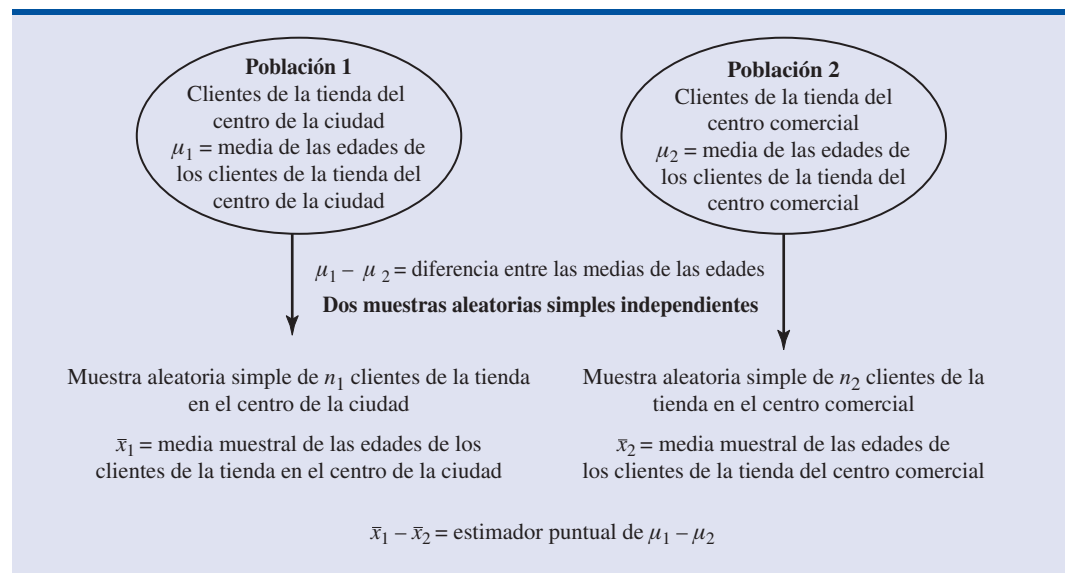 Población 1
Clientes de la tienda del
centro de la ciudad
μ1 = media de las edades de
los clientes de la tienda del
centro de la ciudad
Población 2
Clientes de la tienda del
centro comercial
μ2 = media de las edades de
los clientes de la tienda del
centro comercial
μ1 – μ2 = diferencia entre las medias de las edades
Dos muestras aleatorias simples independientes
Muestra aleatoria simple de n1 clientes de la tienda
en el centro de la ciudad
x̄1 = media muestral de las edades de los
clientes de la tienda en el centro de la ciudad
Muestra aleatoria simple de n2 clientes de la
tienda en el centro comercial
x̄2 = media muestral de las edades de
los clientes de la tienda del centro comercial
x̄1 – x̄2 = estimador puntual de μ1 – μ2